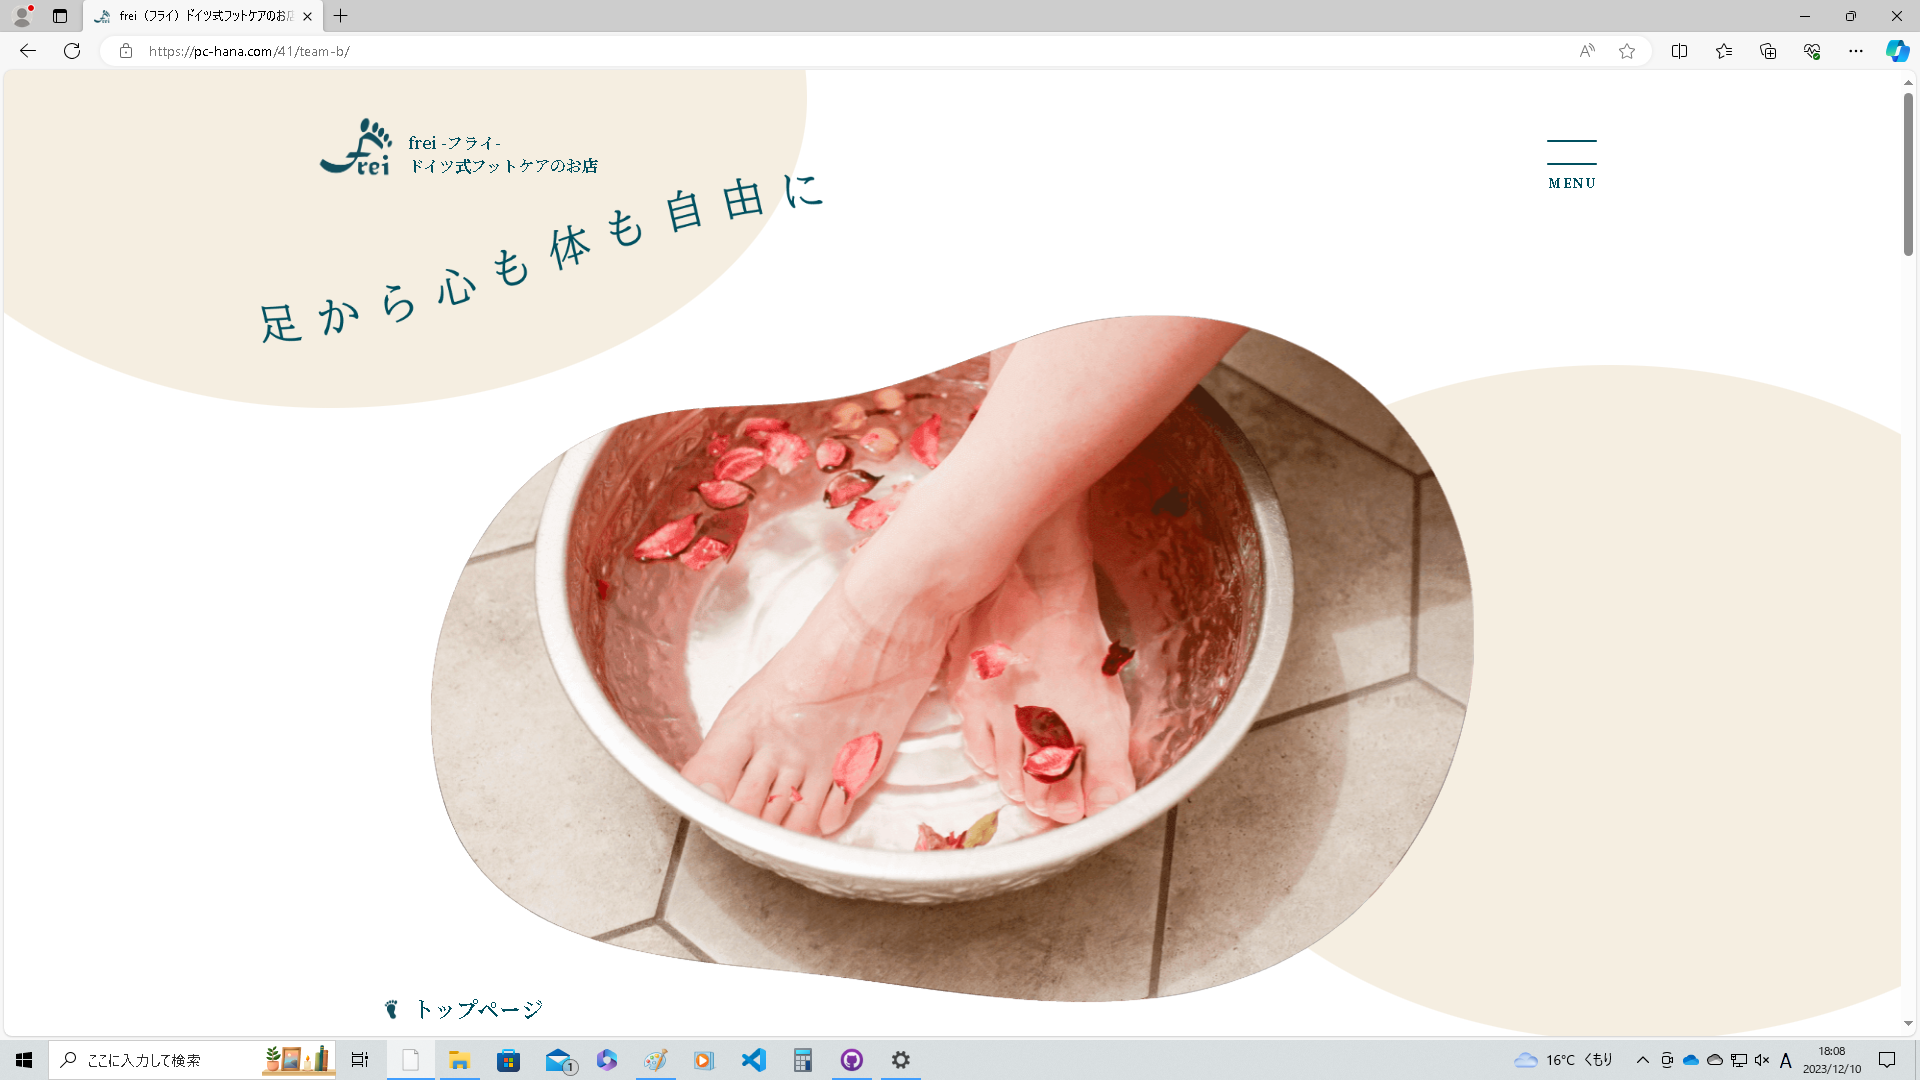 frei（フライ）ドイツ式フットケアのお店
https://pc-hana.com/41/team-b/
frei
frei -フライ-
ドイツ式フットケアのお店
MENU
足から心も体も自由に
トップページ
ここに入力して検索
1
16°C くもり
A
18:08
2023/12/10